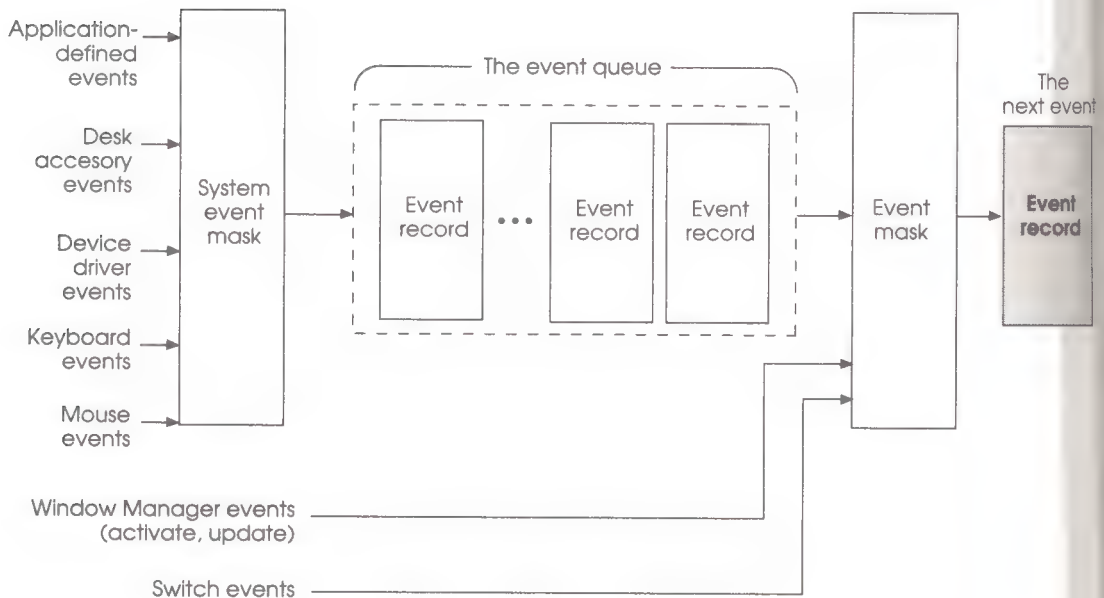 Application-
defined
events
Desk
accesory
events
Device
driver
events
Keyboard
events
Mouse
events
System
event
mask
The event queue
Event
record
•••
Event
record
Event
record
Event
mask
The
next event
Event
record
Window Manager events
(activate, update)
Switch events